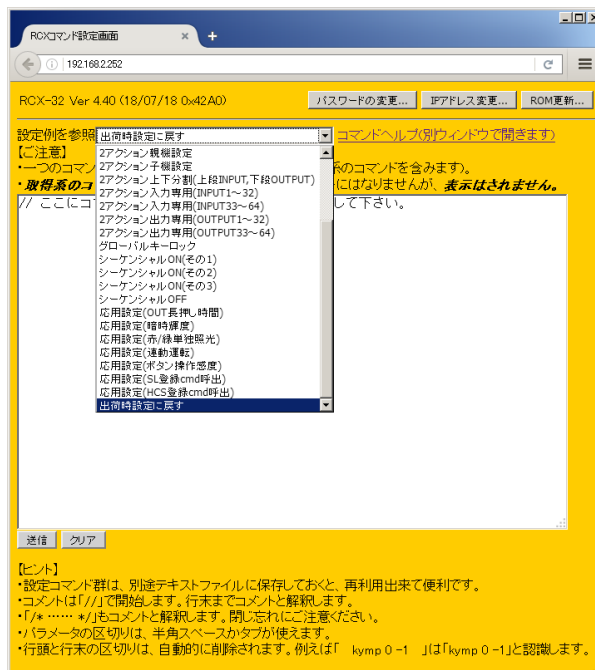 RCXコマンド設定画面
192.168.2.252
RCX-32 Ver 4.40 (18/07/18 0x42A0)
パスワードの変更...
IPアドレス変更...
ROM更新...
設定例を参照
出荷時設定に戻す
コマンドヘルプ(別ウィンドウで開きます)
【ご注意】
・一つのコマン
系のコマンドを含みます)。
・取得系のコ
にはなりませんが、表示はされません。
// ここにコ
して下さい。
2アクション親機設定
2アクション子機設定
2アクション上下分割(上段INPUT,下段OUTPUT)
2アクション入力専用(INPUT1～32)
2アクション入力専用(INPUT33～64)
2アクション出力専用(OUTPUT1～32)
2アクション出力専用(OUTPUT33～64)
グローバルキーロック
シーケンシャルON(その1)
シーケンシャルON(その2)
シーケンシャルON(その3)
シーケンシャルOFF
応用設定(OUT長押し時間)
応用設定(暗時輝度)
応用設定(赤/緑単独照光)
応用設定(連動運転)
応用設定(ボタン操作感度)
応用設定(SL登録cmd呼出)
応用設定(HCS登録cmd呼出)
出荷時設定に戻す
送信
クリア
【ヒント】
・設定コマンド群は、別途テキストファイルに保存しておくと、再利用出来て便利です。
・コメントは「//」で開始します。行末までコメントと解釈します。
・「/* …… */」もコメントと解釈します。閉じ忘れにご注意ください。
・パラメータの区切りは、半角スペースかタブが使えます。
・行頭と行末の区切りは、自動的に削除されます。例えば「　kymp 0 -1　」は「kymp 0 -1」と認識します。